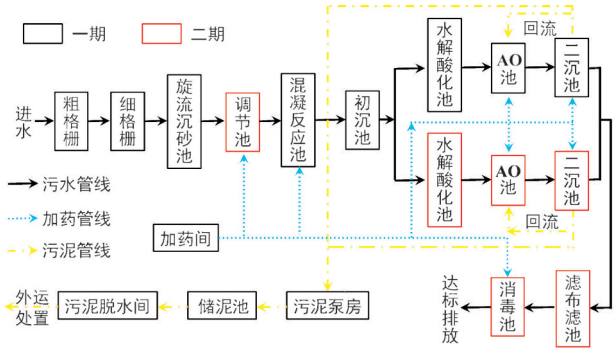 一期
二期
回流
进水
粗格栅
细格栅
旋流沉砂池
调节池
混凝反应池
初沉池
水解酸化池
AO池
二沉池
水解酸化池
AO池
二沉池
回流
污水管线
加药管线
污泥管线
加药间
外运处置
污泥脱水间
储泥池
污泥泵房
达标排放
消毒池
滤布滤池